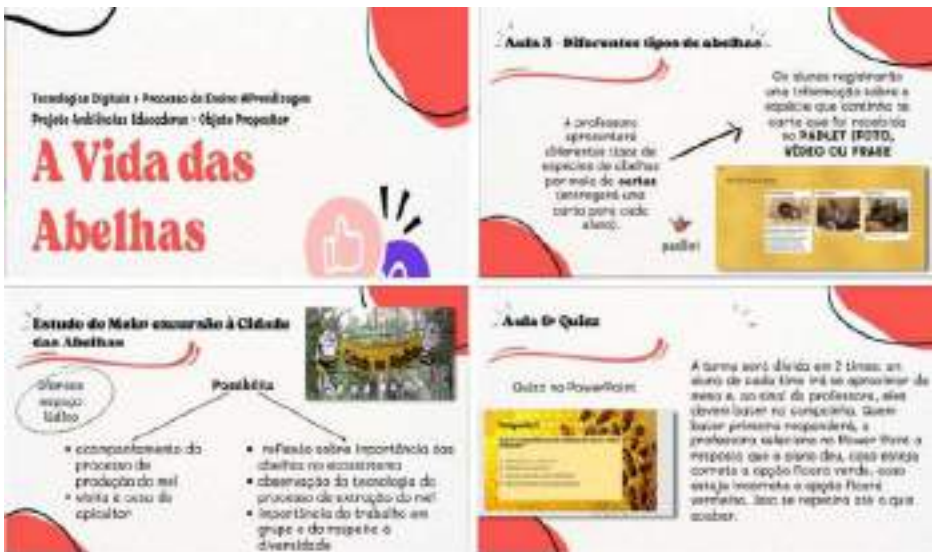 Tecnologias Digitais e Processo de Ensino Aprendizagem
Projeto Ambiências Educadoras - Objeto Propositor
A Vida das
Abelhas
Aula 3 - Diferentes tipos de abelhas
A professora
apresentará
diferentes tipos de
espécies de abelhas
por meio de cartas
(entregará uma
carta para cada
aluno).
Os alunos registrarão
uma informação sobre a
espécie que continha na
carta que foi recebida
no PADLET (FOTO,
VÍDEO OU FRASE
padlet
Estudo do Meio: excursão à Cidade
das Abelhas
Oferece
espaço
lúdico
Possibilita
• acompanhamento do
processo de
produção do mel
• visita a casa do
apicultor
• reflexão sobre importância das
abelhas no ecossistema
• observação da tecnologia do
processo de extração do mel
• importância do trabalho em
grupo e do respeito à
diversidade
Aula 6: Quizz
Quizz no PowerPoint
A turma será divida em 2 times: um
aluno de cada time irá se aproximar da
mesa e, ao sinal da professora, eles
devem bater na campainha. Quem
bater primeiro responderá, a
professora seleciona no Power Point a
resposta que o aluno deu, caso esteja
correta a opção ficará verde, caso
esteja incorreta a opção ficará
vermelha. Isso se repetirá até o quiz
acabar.